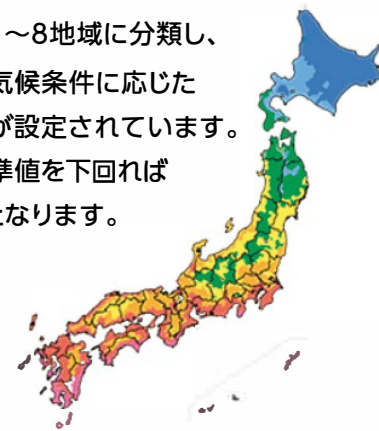 ～8地域に分類し、
気候条件に応じた
が設定されています。
準値を下回れば
となります。